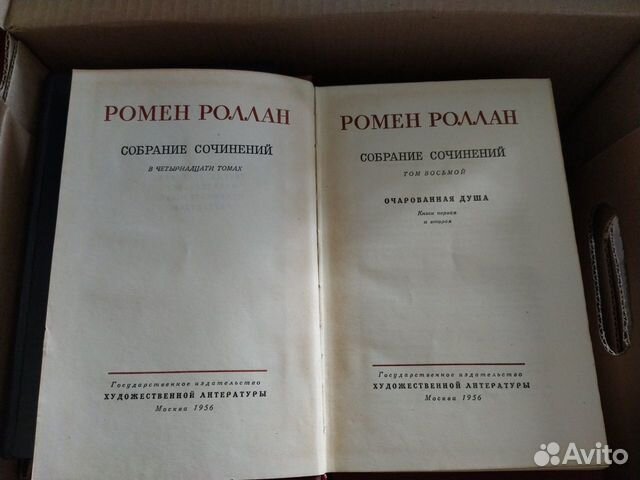 РОМЕН РОЛЛАН
СОБРАНИЕ СОЧИНЕНИЙ
В ЧЕТЫРНАДЦАТИ ТОМАХ
Государственное издательство
ХУДОЖЕСТВЕННОЙ ЛИТЕРАТУРЫ
Москва 1956
РОМЕН РОЛЛАН
СОБРАНИЕ СОЧИНЕНИЙ
ТОМ ВОСЬМОЙ
ОЧАРОВАННАЯ ДУША
Книги первая
и вторая
Государственное издательство
ХУДОЖЕСТВЕННОЙ ЛИТЕРАТУРЫ
Москва 1956
Avito